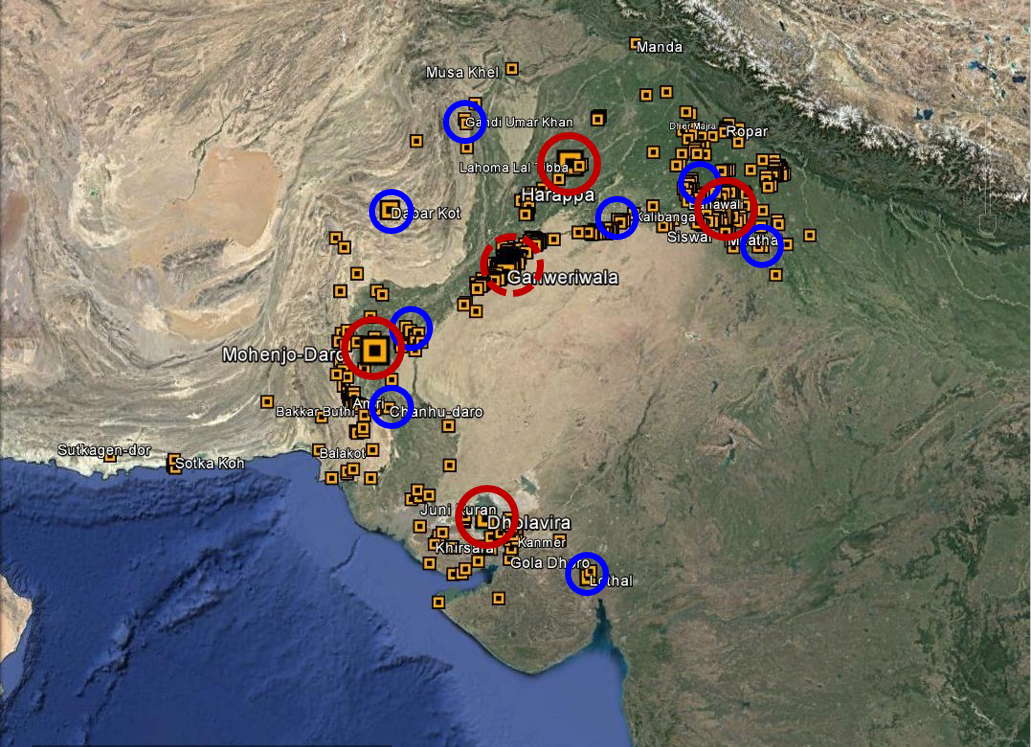 Manda
Musa Khel
Gandi Umar Khan
Dher Majra
Ropar
Lahoma Lal Tibba
Harappa
Dabar Kot
Banawali
Kalibangan
Siswal
Mitathal
Ganweriwala
Mohenjo-Daro
Bakkar Buthi
Amri
Chanhu-daro
Sutkagen-dor
Sotka Koh
Balakot
Juni Kuran
Dholavira
Khirsara
Kanmer
Gola Dhoro
Lothal